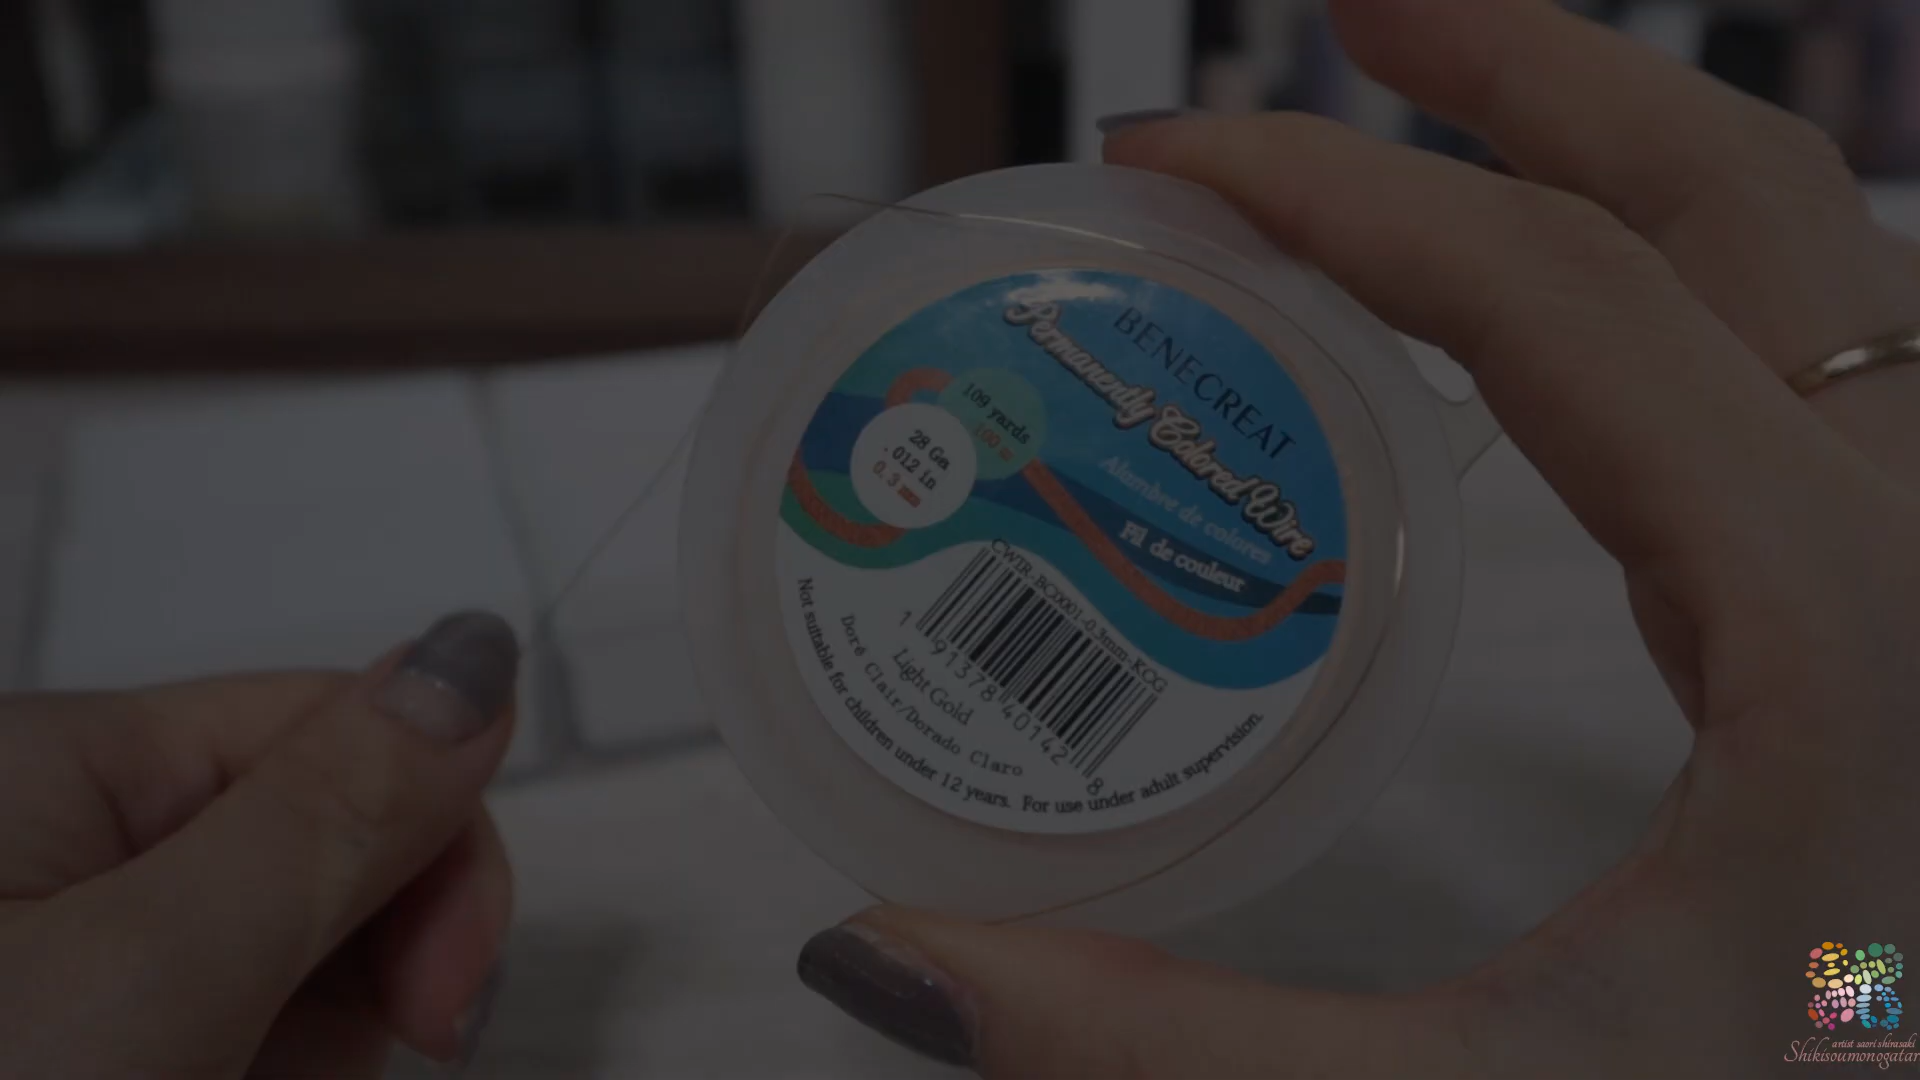 BENECREAT
Permanently Colored Wire
Alambre de colores
Fil de couleur
109 yards
100 m
28 Ga
.012 in
0.3 mm
CWIR-BC0001-0.3mm-KOG
1 91378 40142 8
Light Gold
Doré Clair/Dorado Claro
Not suitable for children under 12 years. For use under adult supervision.
artist saori shirasaki
Shikisoumonogatari